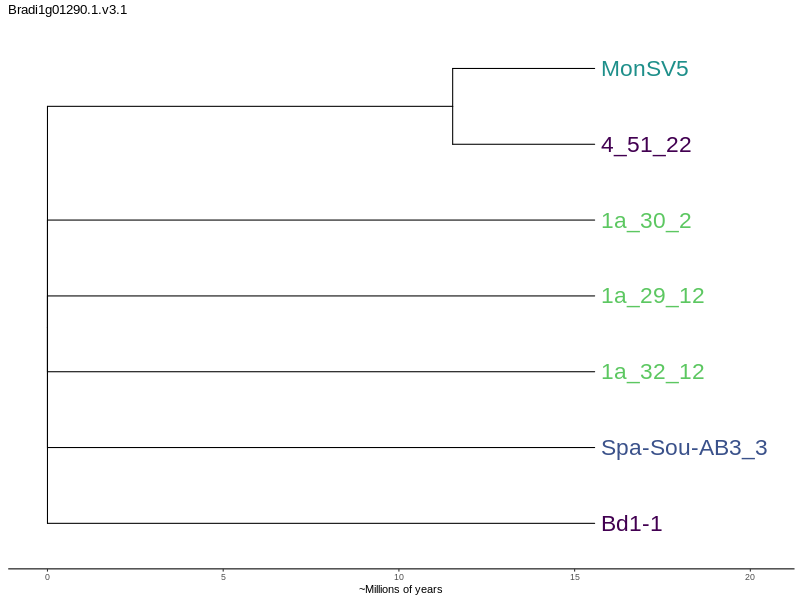 Bradi1g01290.1.v3.1
MonSV5
4_51_22
1a_30_2
1a_29_12
1a_32_12
Spa-Sou-AB3_3
Bd1-1
0 5 10 15 20
~Millions of years